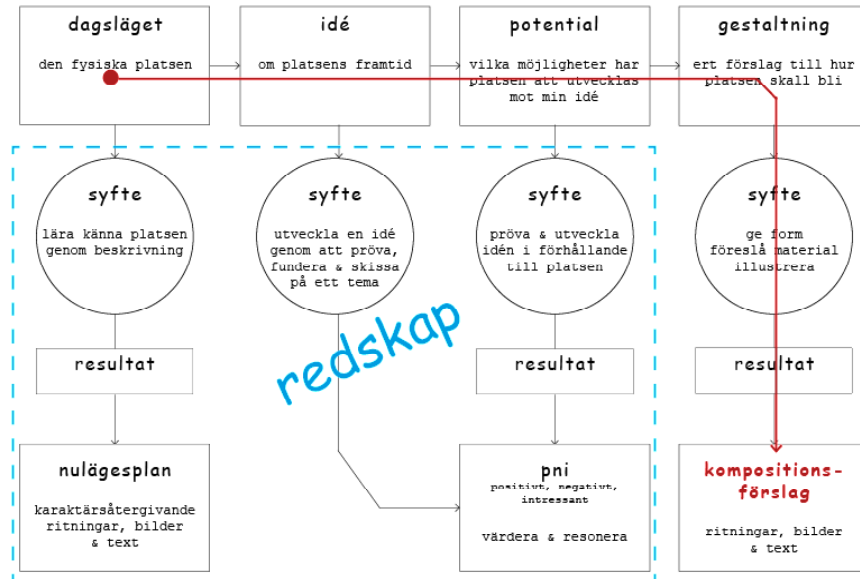 dagsläget
den fysiska platsen
idé
om platsens framtid
potential
vilka möjligheter har
platsen att utvecklas
mot min idé
gestaltning
ert förslag till hur
platsen skall bli
syfte
lära känna platsen
genom beskrivning
syfte
utveckla en idé
genom att pröva,
fundera & skissa
på ett tema
syfte
pröva & utveckla
idén i förhållande
till platsen
syfte
ge form
föreslå material
illustrera
redskap
resultat
resultat
resultat
nulägesplan
karaktärsåtergivande
ritningar, bilder
& text
pni
positivt, negativt,
intressant
värdera & resonera
kompositions-
förslag
ritningar, bilder
& text